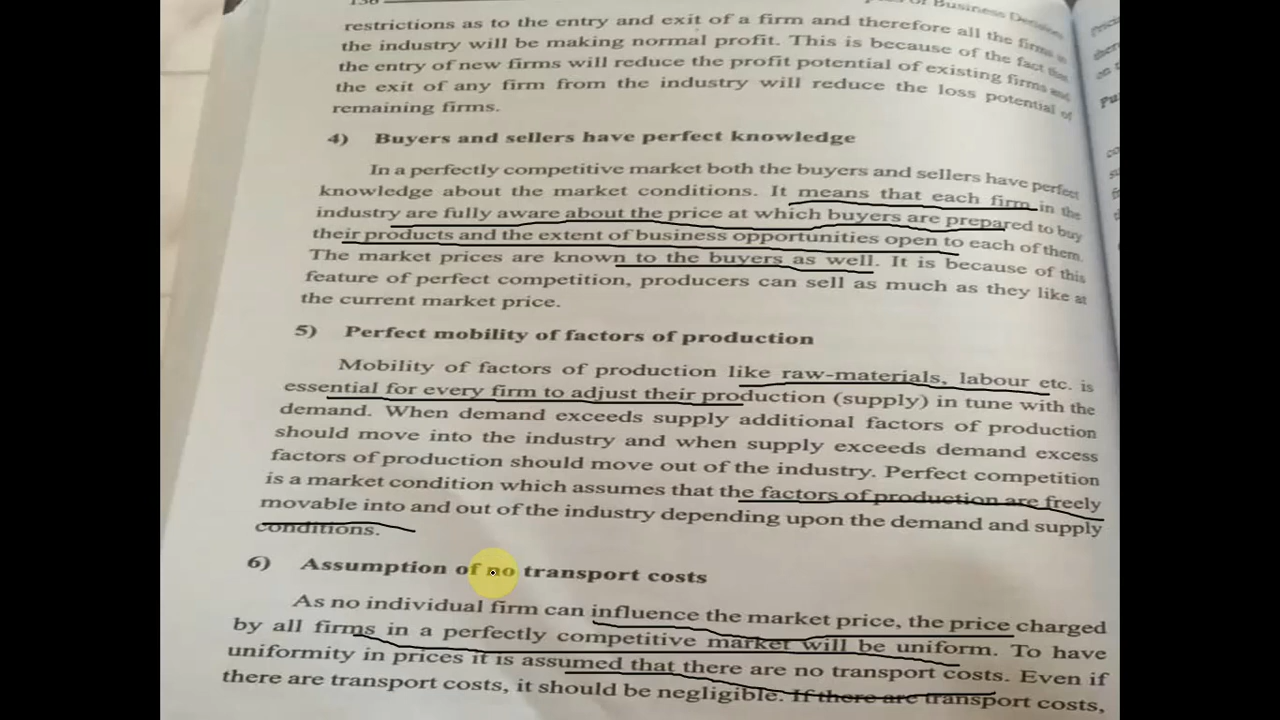 of Business Decision
restrictions as to the entry and exit of a firm and therefore all the firms in
the industry will be making normal profit. This is because of the fact that
the entry of new firms will reduce the profit potential of existing firms and
the exit of any firm from the industry will reduce the loss potential of
remaining firms.
4) Buyers and sellers have perfect knowledge
In a perfectly competitive market both the buyers and sellers have perfect
knowledge about the market conditions. It means that each firm in the
industry are fully aware about the price at which buyers are prepared to buy
their products and the extent of business opportunities open to each of them.
The market prices are known to the buyers as well. It is because of this
feature of perfect competition, producers can sell as much as they like at
the current market price.
5) Perfect mobility of factors of production
Mobility of factors of production like raw-materials, labour etc. is
essential for every firm to adjust their production (supply) in tune with the
demand. When demand exceeds supply additional factors of production
should move into the industry and when supply exceeds demand excess
factors of production should move out of the industry. Perfect competition
is a market condition which assumes that the factors of production are freely
movable into and out of the industry depending upon the demand and supply
conditions.
6) Assumption of no transport costs
As no individual firm can influence the market price, the price charged
by all firms in a perfectly competitive market will be uniform. To have
uniformity in prices it is assumed that there are no transport costs. Even if
there are transport costs, it should be negligible. If there are transport costs,